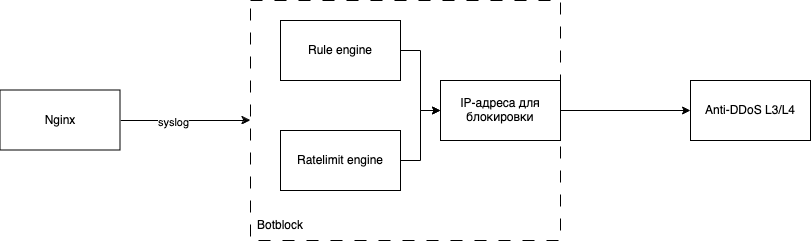 Nginx
syslog
Rule engine
Ratelimit engine
IP-адреса для
блокировки
Anti-DDoS L3/L4
Botblock